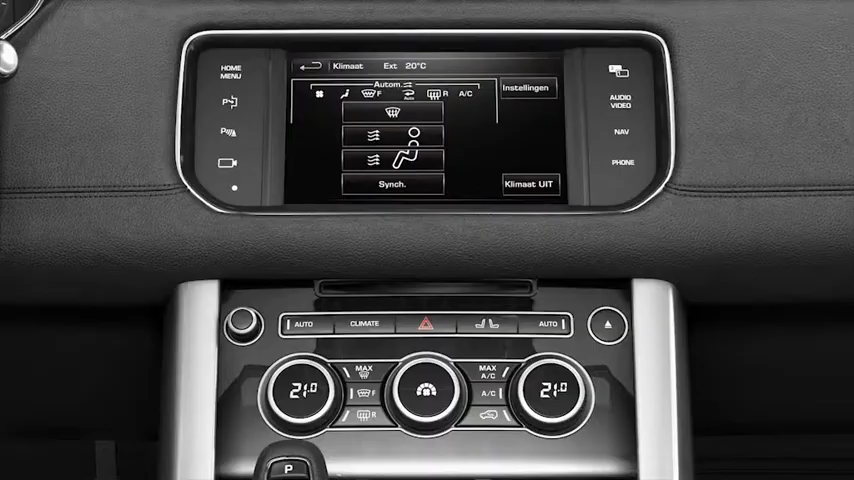 HOME
MENU
Klimaat Ext 20°C
Autom.
F Auto R A/C
Instellingen
Synch.
Klimaat UIT
AUDIO
VIDEO
NAV
PHONE
P
P
AUTO CLIMATE AUTO
MAX
MAX
A/C
21.0
F
A/C
21.0
R
P